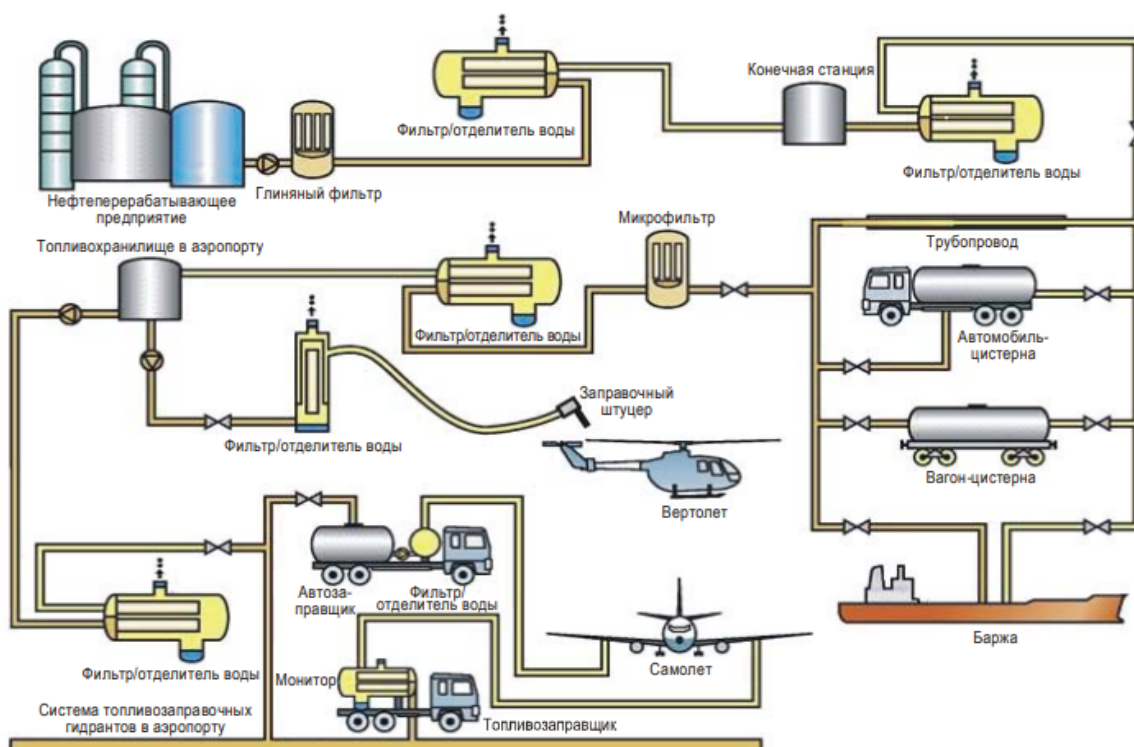 Фильтр/отделитель воды
Конечная станция
Фильтр/отделитель воды
Глиняный фильтр
Нефтеперерабатывающее
предприятие
Топливохранилище в аэропорту
Микрофильтр
Трубопровод
Фильтр/отделитель воды
Автомобиль-
цистерна
Заправочный
штуцер
Фильтр/отделитель воды
Вагон-цистерна
Вертолет
Автоза-
правщик
Фильтр/
отделитель воды
Баржа
Самолет
Фильтр/отделитель воды
Монитор
Система топливозаправочных
гидрантов в аэропорту
Топливозаправщик